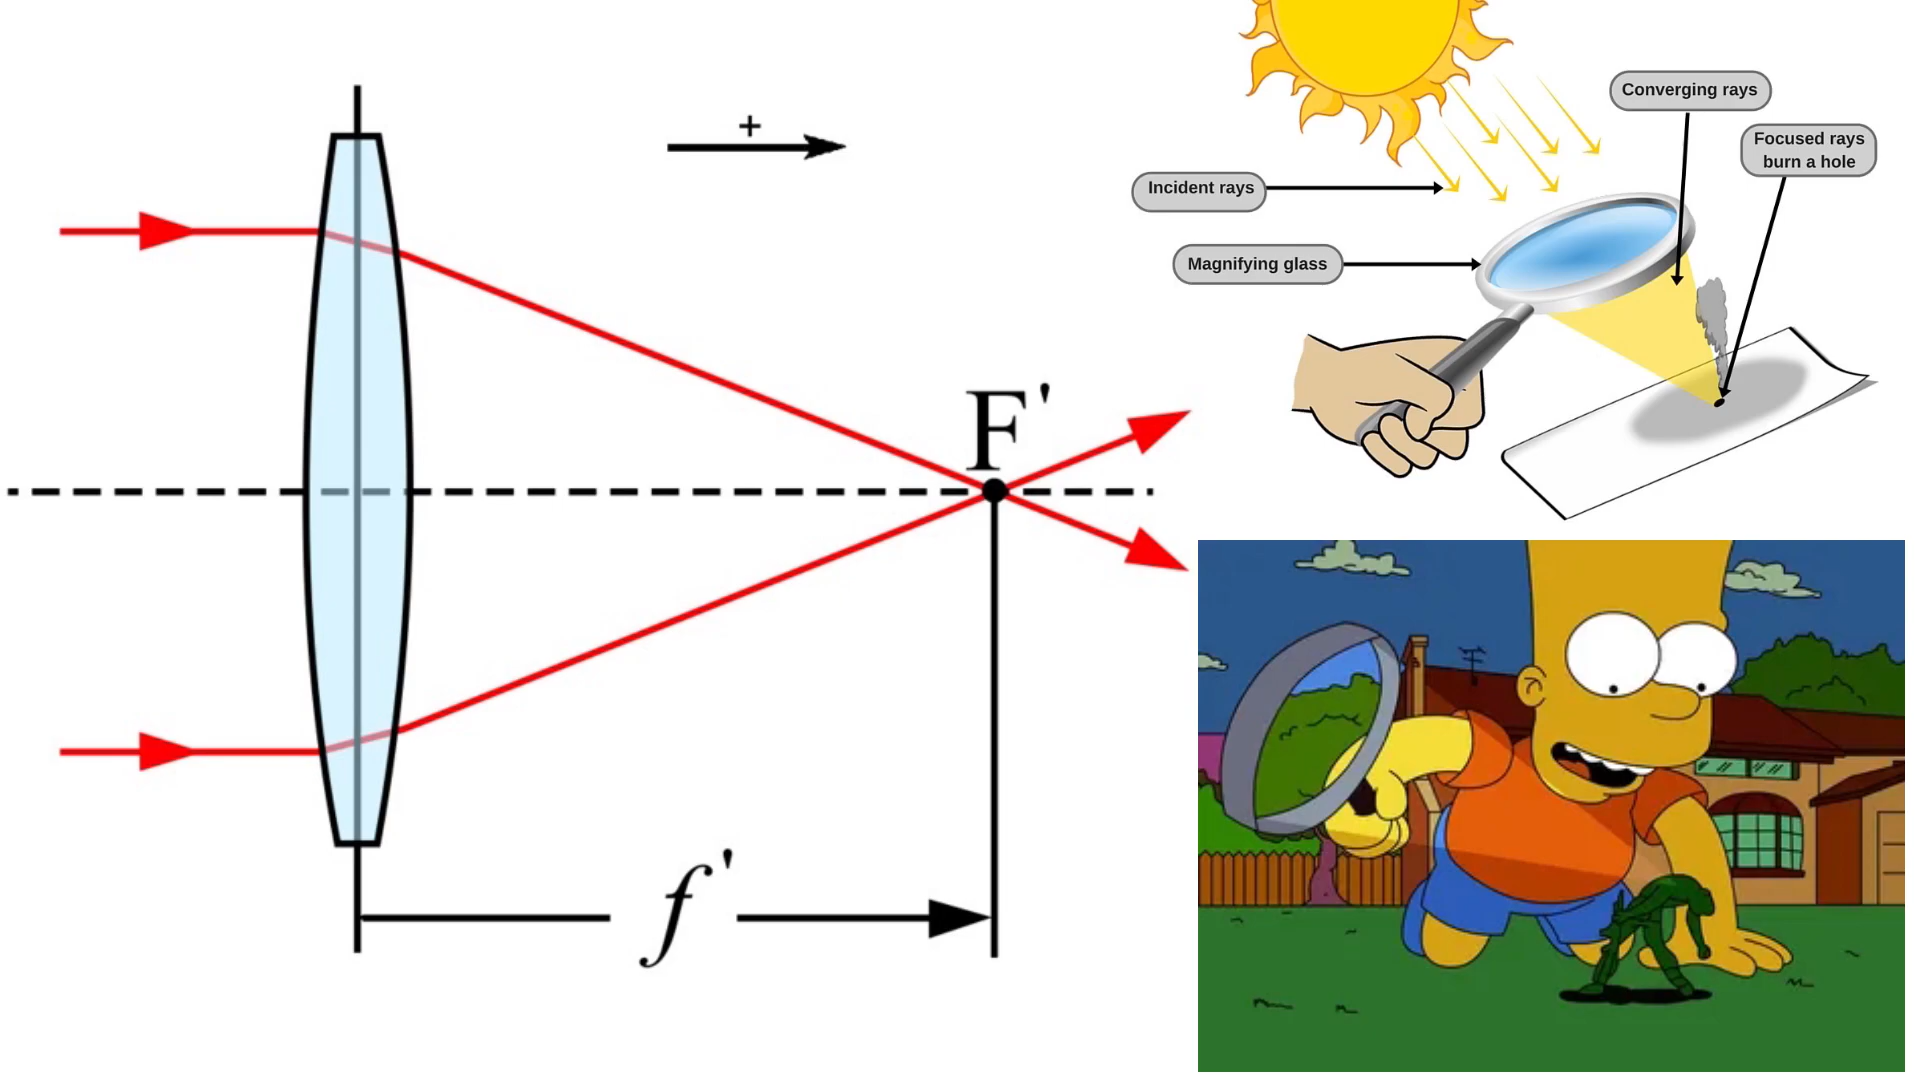 +
F'
f'
Incident rays
Magnifying glass
Converging rays
Focused rays
burn a hole